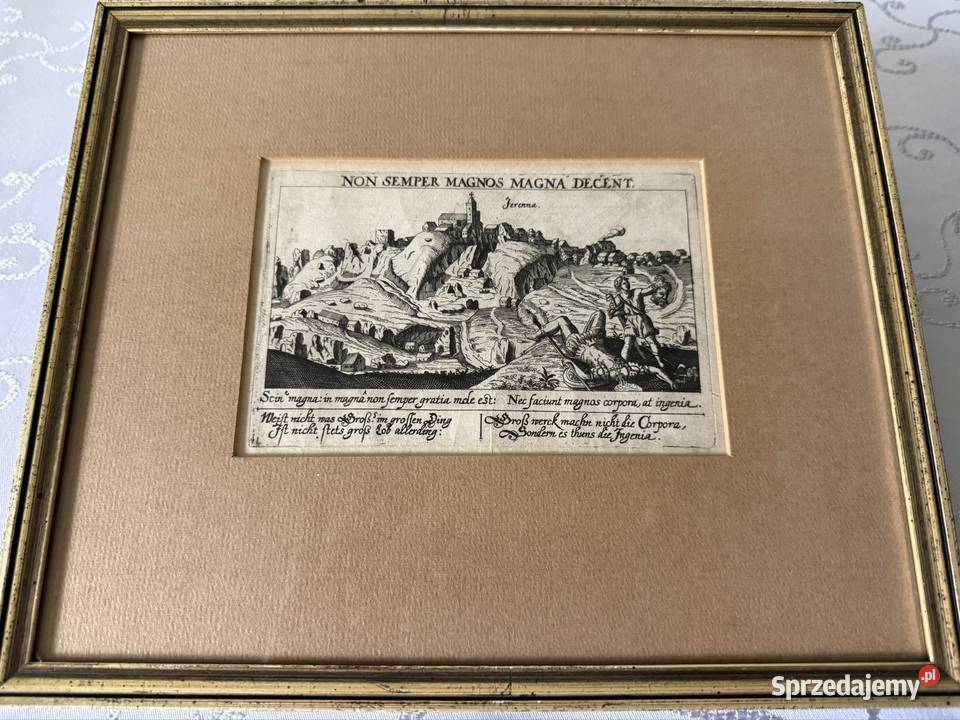 NON SEMPER MAGNOS MAGNA DECENT.
Jerenna.
magna: in magna non semper gratia mole est: Nec faciunt magnos corpora, at ingenia.
Weist nicht was Gross im grossen Ding
Ist nicht stets gross Lob allerding:
Gross werck machn nicht die Corpora,
Sondern es thuns die Ingenia.
Sprzedajemy.pl